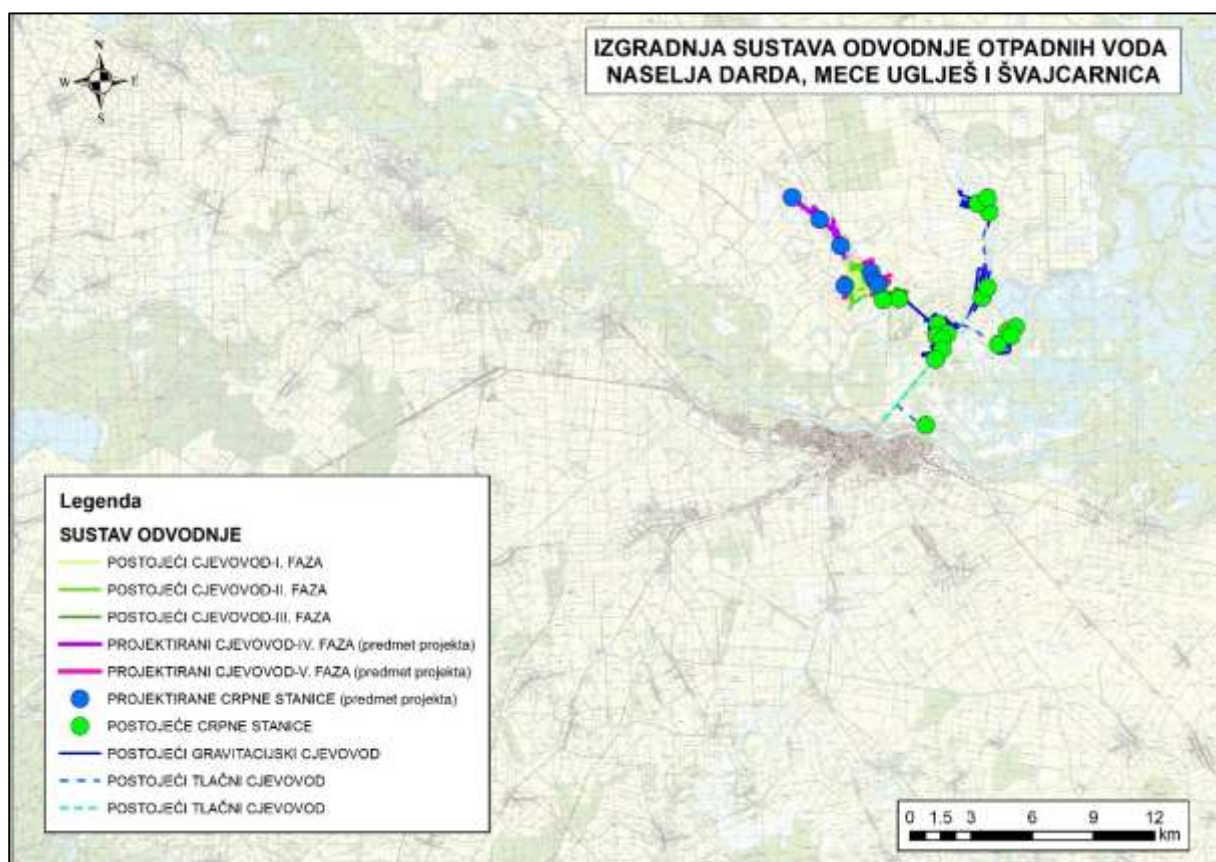 IZGRADNJA SUSTAVA ODVODNJE OTPADNIH VODA
NASELJA DARDA, MECE UGLJEŠ I ŠVAJCARNICA
N
W E
S
Legenda
SUSTAV ODVODNJE
POSTOJEĆI CJEVOVOD-I. FAZA
POSTOJEĆI CJEVOVOD-II. FAZA
POSTOJEĆI CJEVOVOD-III. FAZA
PROJEKTIRANI CJEVOVOD-IV. FAZA (predmet projekta)
PROJEKTIRANI CJEVOVOD-V. FAZA (predmet projekta)
PROJEKTIRANE CRPNE STANICE (predmet projekta)
POSTOJEĆE CRPNE STANICE
POSTOJEĆI GRAVITACIJSKI CJEVOVOD
POSTOJEĆI TLAČNI CJEVOVOD
POSTOJEĆI TLAČNI CJEVOVOD
0 1.5 3 6 9 12
km